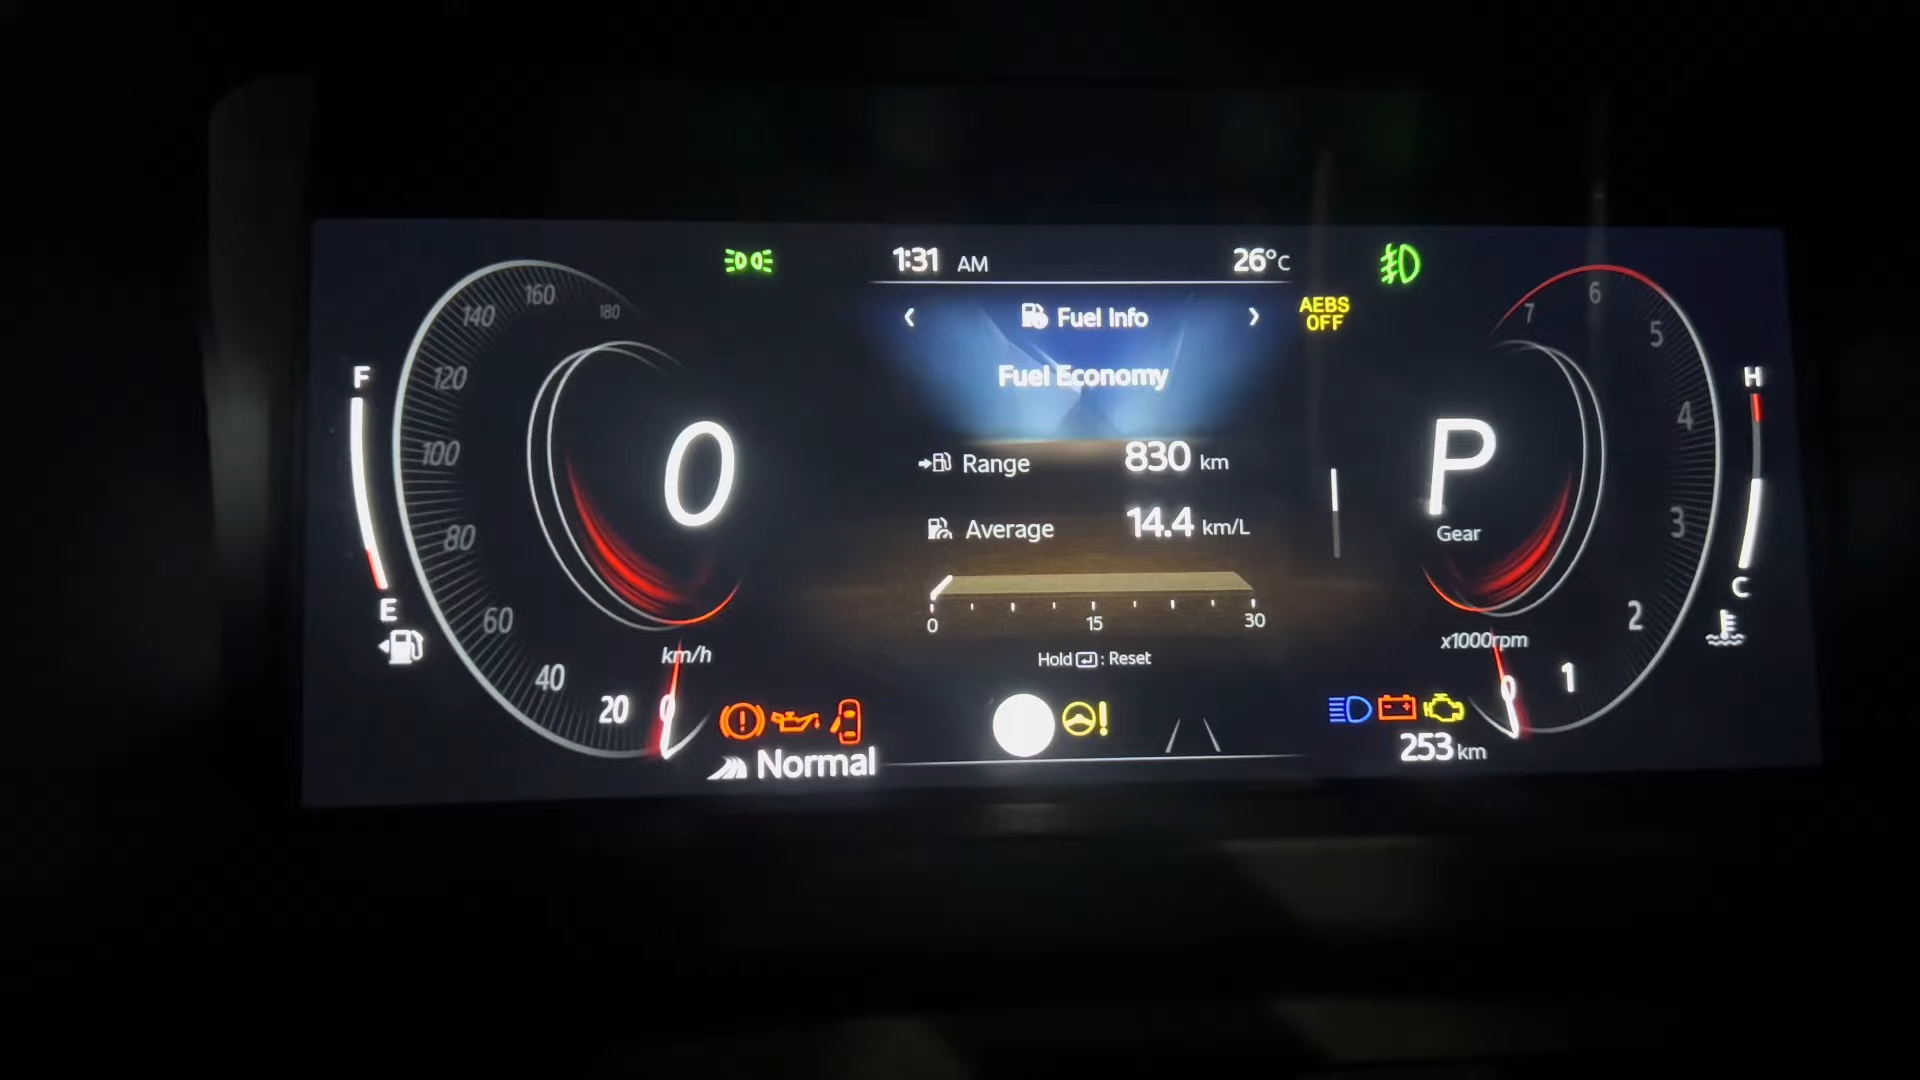 1:31 AM
26°C
Fuel Info
AEBS
OFF
Fuel Economy
Range 830 km
Average 14.4 km/L
0 15 30
Hold : Reset
F
E
180
160
140
120
100
80
60
40
20
0
0
km/h
Normal
P
Gear
x1000rpm
7
6
5
4
3
2
1
0
H
C
253 km